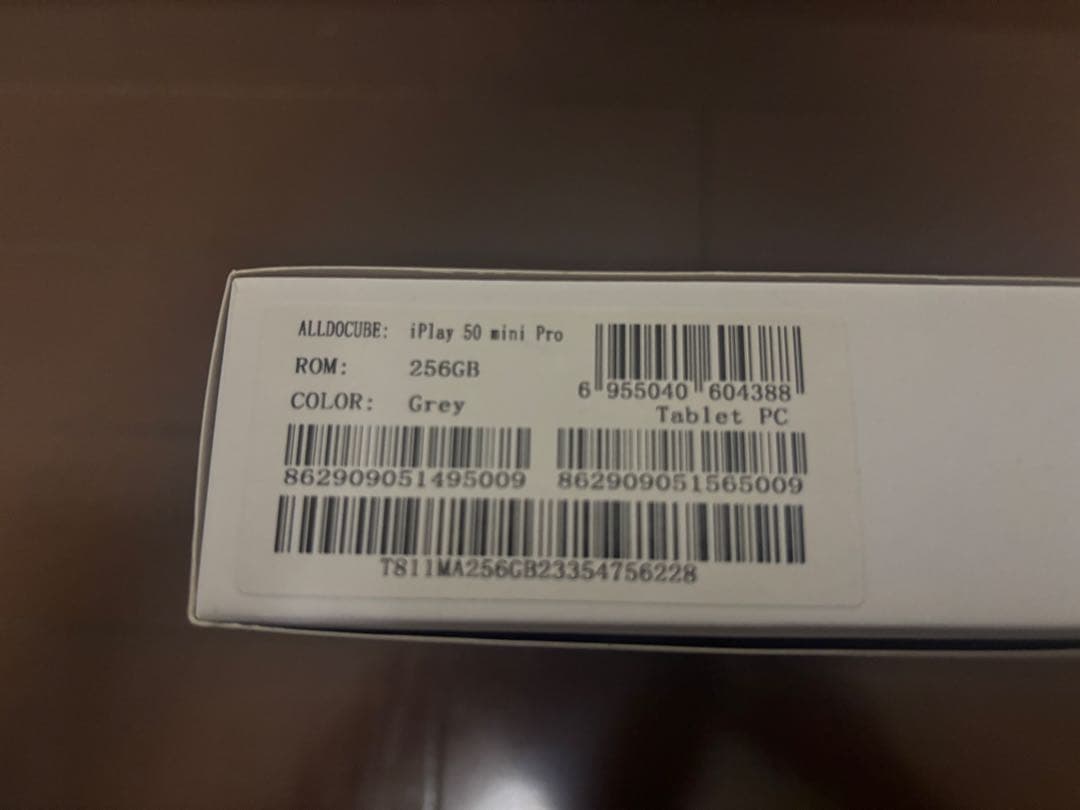 ALLDOCUBE: iPlay 50 mini Pro
ROM: 256GB
COLOR: Grey
6 955040 604388
Tablet PC
862909051495009 862909051565009
T811MA256GB23354756228